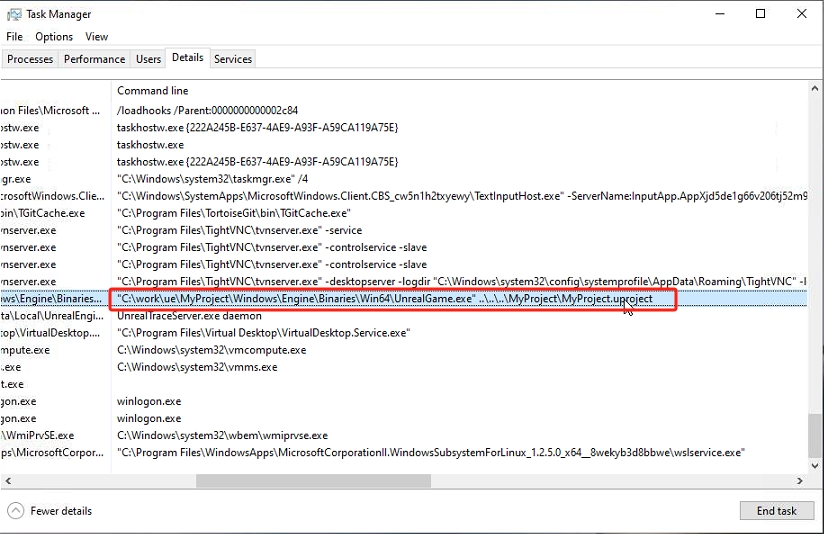 Task Manager
File Options View
Processes Performance Users Details Services
Command line
non Files\Microsoft ... /loadhooks /Parent:0000000000002c84
ostw.exe taskhostw.exe {222A245B-E637-4AE9-A93F-A59CA119A75E}
ostw.exe taskhostw.exe
ostw.exe taskhostw.exe {222A245B-E637-4AE9-A93F-A59CA119A75E}
gr.exe "C:\Windows\system32\taskmgr.exe" /4
crosoftWindows.Clie... "C:\Windows\SystemApps\MicrosoftWindows.Client.CBS_cw5n1h2txyewy\TextInputHost.exe" -ServerName:InputApp.AppXjd5de1g66v206tj52m9
bin\TGitCache.exe "C:\Program Files\TortoiseGit\bin\TGitCache.exe"
vnserver.exe "C:\Program Files\TightVNC\tvnserver.exe" -service
vnserver.exe "C:\Program Files\TightVNC\tvnserver.exe" -controlservice -slave
vnserver.exe "C:\Program Files\TightVNC\tvnserver.exe" -controlservice -slave
vnserver.exe "C:\Program Files\TightVNC\tvnserver.exe" -desktopserver -logdir "C:\Windows\system32\config\systemprofile\AppData\Roaming\TightVNC" -l
ows\Engine\Binaries... "C:\work\ue\MyProject\Windows\Engine\Binaries\Win64\UnrealGame.exe" ..\..\..\MyProject\MyProject.uproject
ta\Local\UnrealEngi... UnrealTraceServer.exe daemon
top\VirtualDesktop.... "C:\Program Files\Virtual Desktop\VirtualDesktop.Service.exe"
mpute.exe C:\Windows\system32\vmcompute.exe
s.exe C:\Windows\system32\vmms.exe
t.exe
gon.exe winlogon.exe
gon.exe winlogon.exe
\WmiPrvSE.exe C:\Windows\system32\wbem\wmiprvse.exe
ps\MicrosoftCorpor... "C:\Program Files\WindowsApps\MicrosoftCorporationII.WindowsSubsystemForLinux_1.2.5.0_x64__8wekyb3d8bbwe\wslservice.exe"
Fewer details
End task